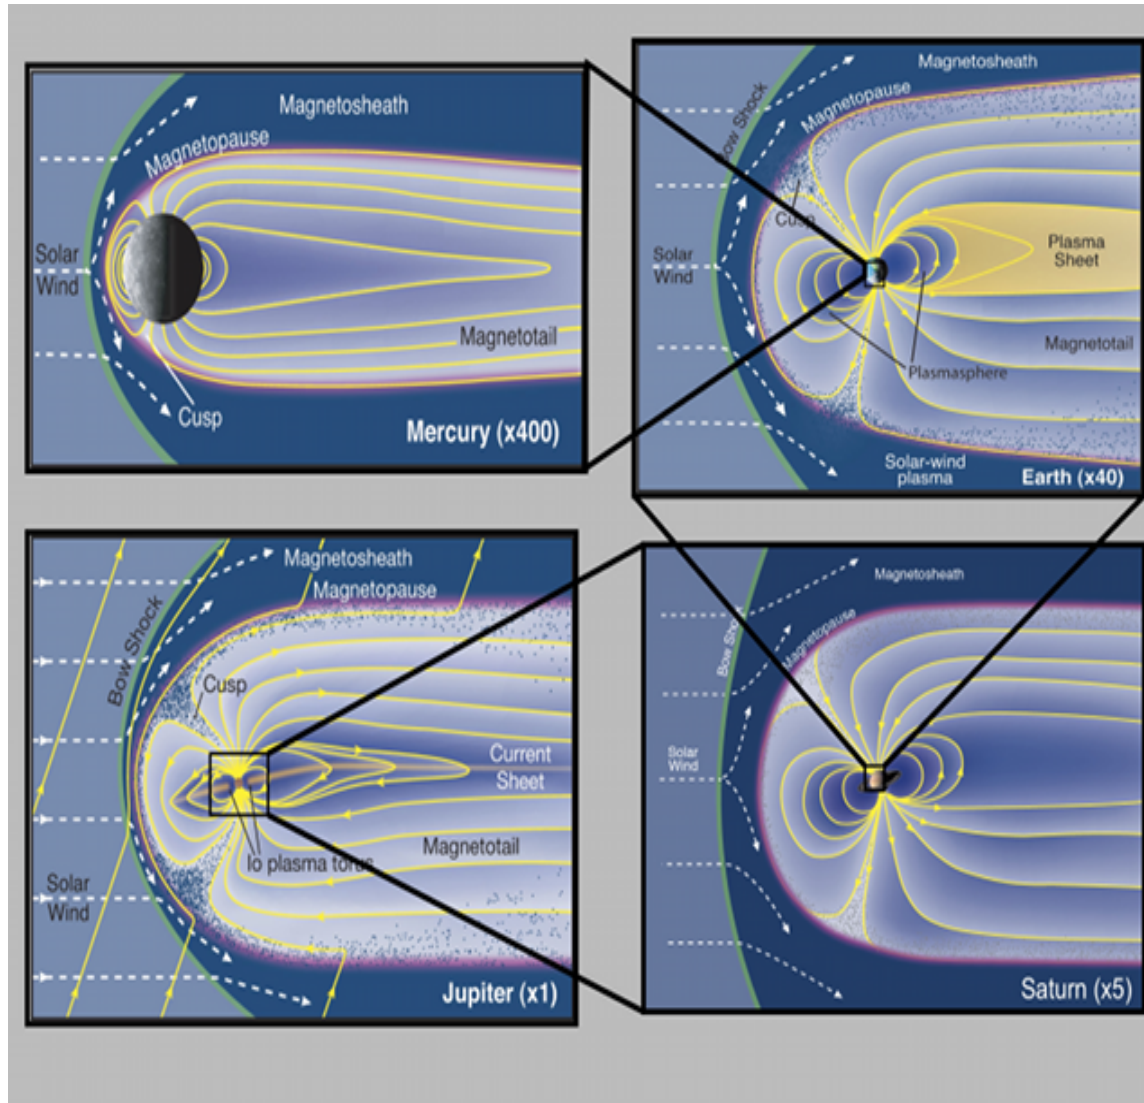 Magnetosheath
Magnetopause
Solar
Wind
Magnetotail
Cusp
Mercury (x400)
Magnetosheath
Magnetopause
Bow Shock
Cusp
Solar
Wind
Plasma
Sheet
Magnetotail
Plasmasphere
Solar-wind
plasma
Earth (x40)
Magnetosheath
Magnetopause
Bow Shock
Cusp
Current
Sheet
Io plasma torus
Magnetotail
Solar
Wind
Jupiter (x1)
Magnetosheath
Magnetopause
Bow Shock
Solar
Wind
Saturn (x5)